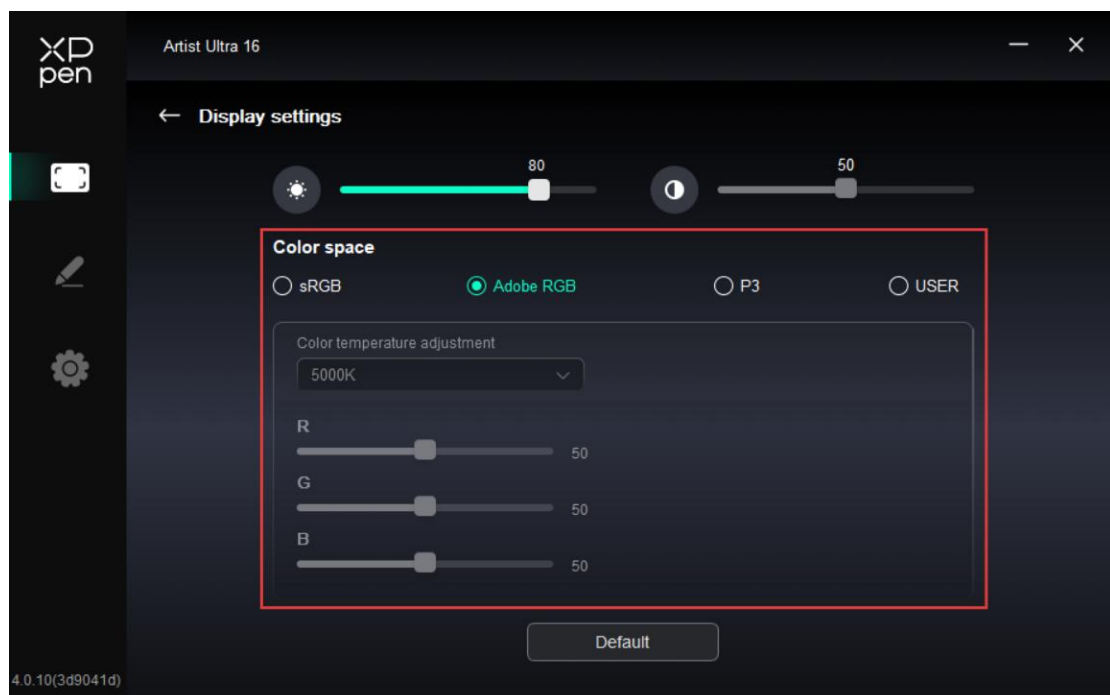 XP
pen
Artist Ultra 16
Display settings
80
50
Color space
sRGB
Adobe RGB
P3
USER
Color temperature adjustment
5000K
R
50
G
50
B
50
Default
4.0.10(3d9041d)